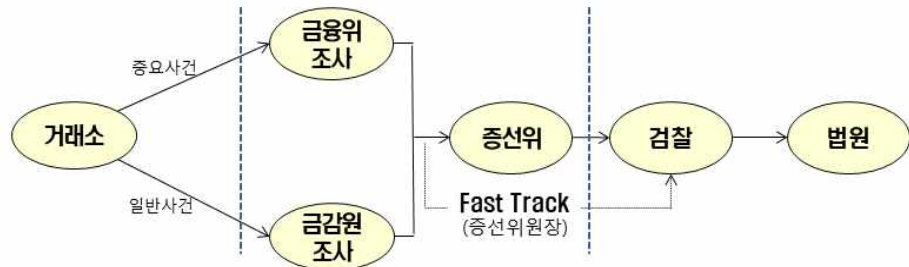 금융위
조사
중요사건
거래소
증선위
검찰
법원
일반사건
Fast Track
(증선위원장)
금감원
조사